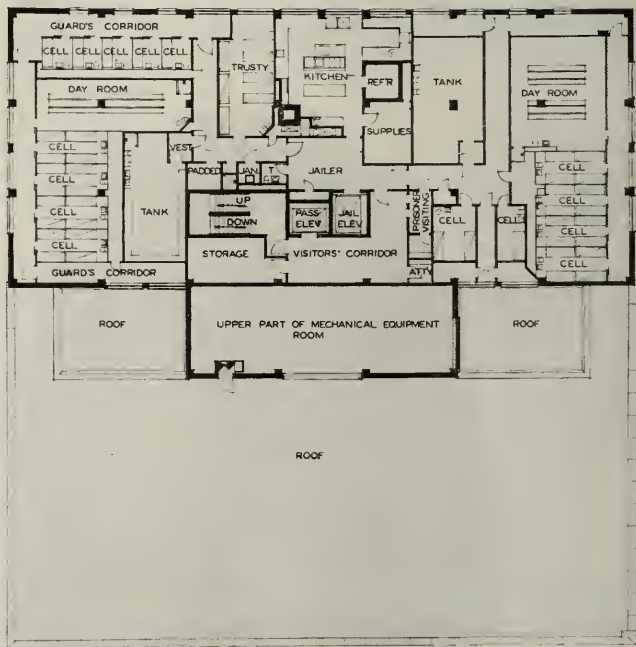 GUARD'S CORRIDOR
CELL CELL CELL CELL CELL
TRUSTY
KITCHEN
REF'R
TANK
DAY ROOM
DAY ROOM
SUPPLIES
CELL
VEST.
CELL
PADDED
JAN.
T.
JAILER
CELL
TANK
UP
DOWN
PASS.
ELEV
JAIL
ELEV
PRISONER
VISITING
CELL
CELL
CELL
CELL
CELL
CELL
CELL
CELL
GUARD'S CORRIDOR
STORAGE
VISITORS' CORRIDOR
ATTY
ROOF
UPPER PART OF MECHANICAL EQUIPMENT
ROOM
ROOF
ROOF